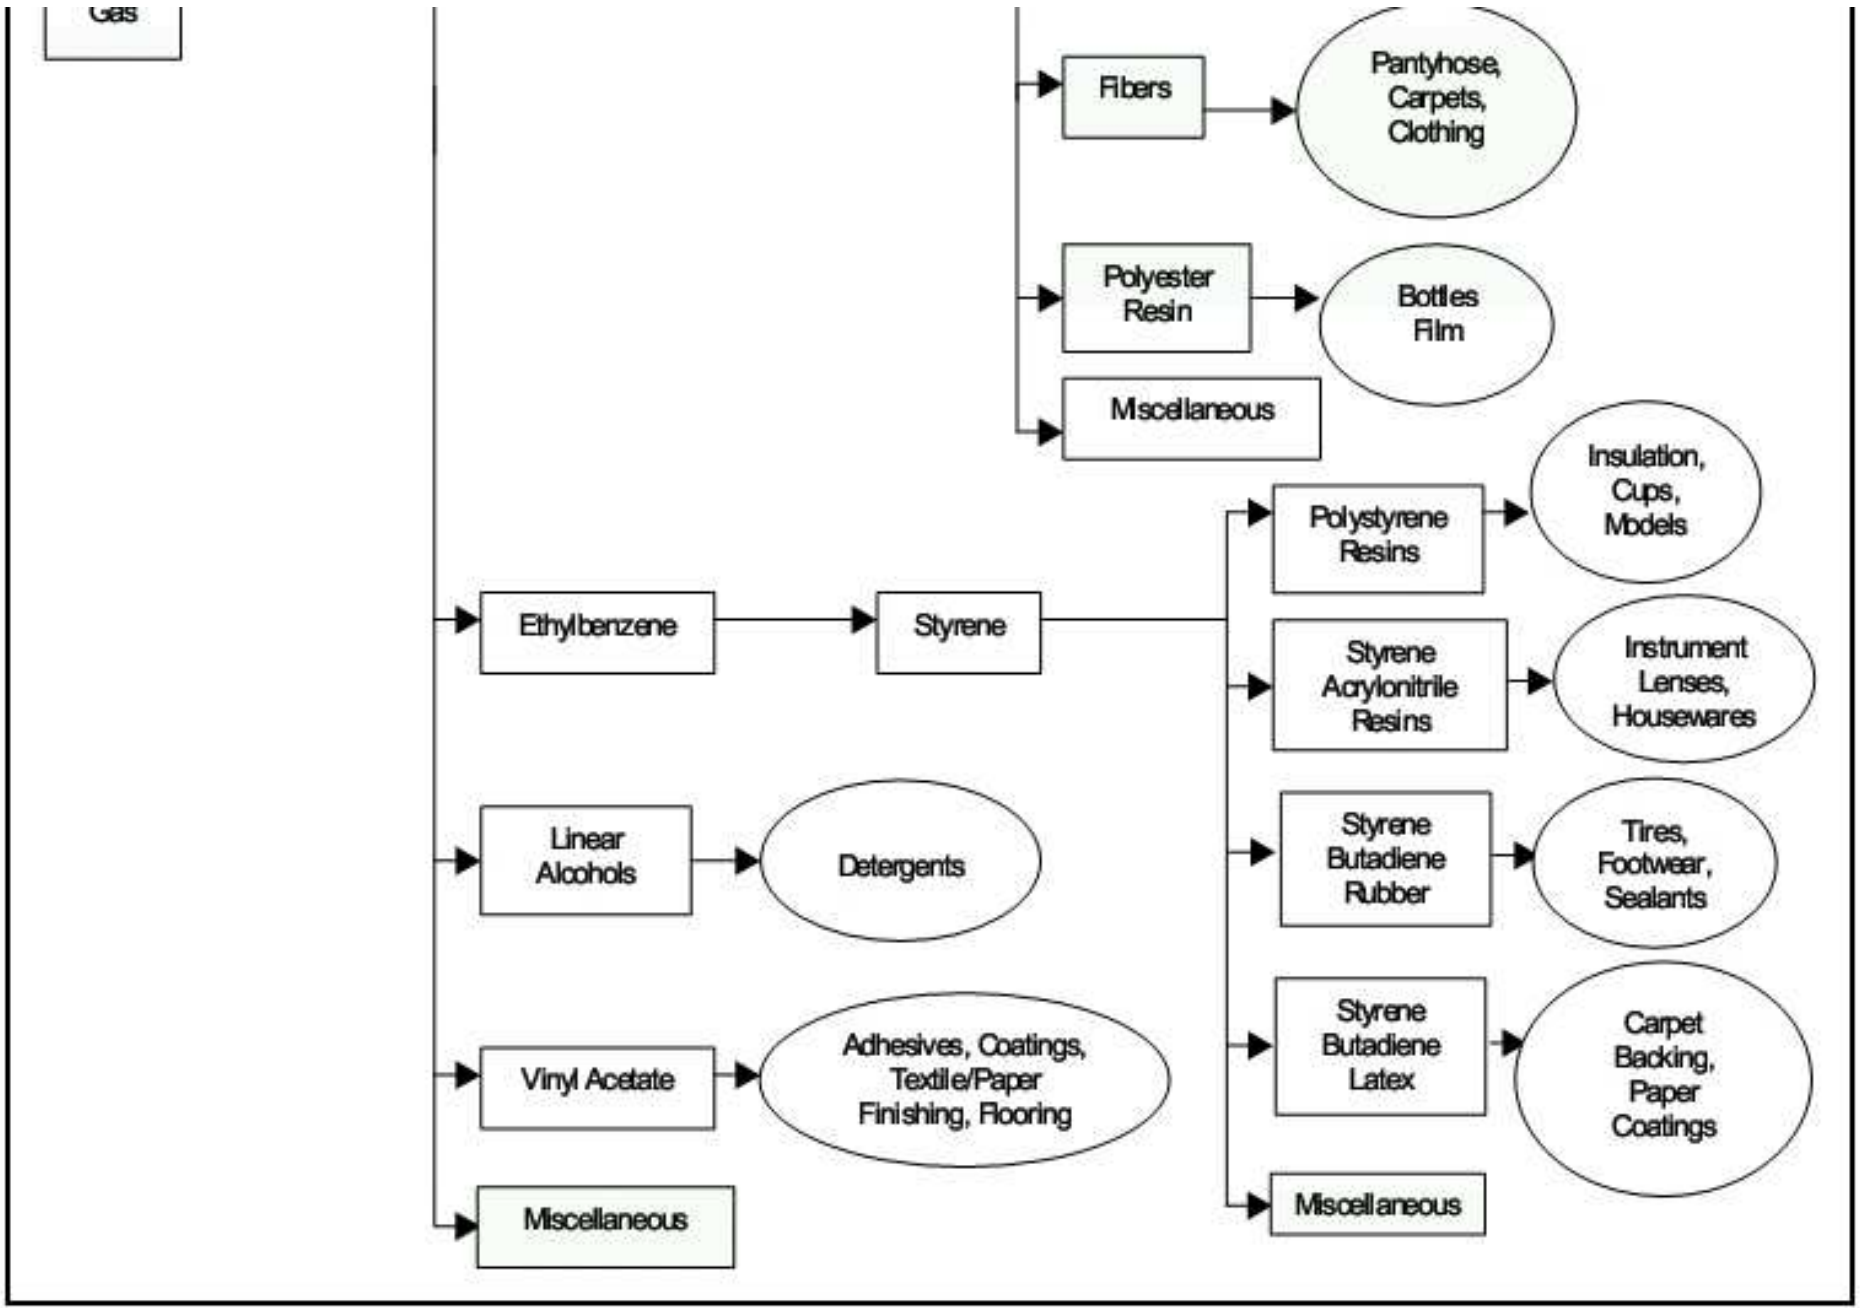 Gas
Fibers
Pantyhose,
Carpets,
Clothing
Polyester
Resin
Bottles
Film
Miscellaneous
Polystyrene
Resins
Insulation,
Cups,
Models
Ethylbenzene
Styrene
Styrene
Acrylonitrile
Resins
Instrument
Lenses,
Housewares
Linear
Alcohols
Detergents
Styrene
Butadiene
Rubber
Tires,
Footwear,
Sealants
Vinyl Acetate
Adhesives, Coatings,
Textile/Paper
Finishing, Flooring
Styrene
Butadiene
Latex
Carpet
Backing,
Paper
Coatings
Miscellaneous
Miscellaneous